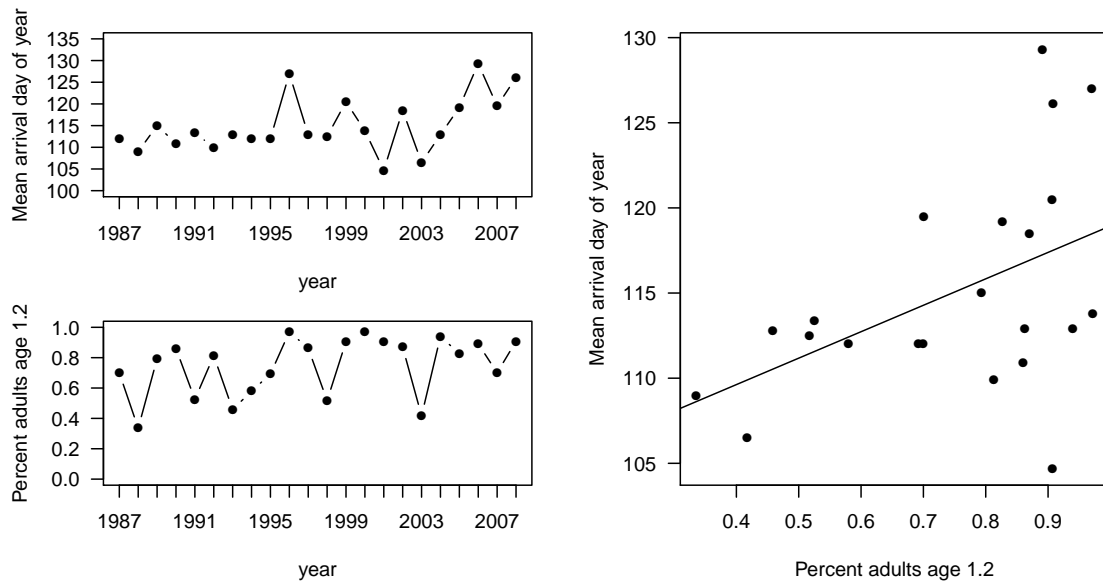 Mean arrival day of year
135
130
125
120
115
110
105
100
1987 1991 1995 1999 2003 2007
year
Percent adults age 1.2
1.0
0.8
0.6
0.4
0.2
0.0
1987 1991 1995 1999 2003 2007
year
Mean arrival day of year
130
125
120
115
110
105
0.4 0.5 0.6 0.7 0.8 0.9
Percent adults age 1.2